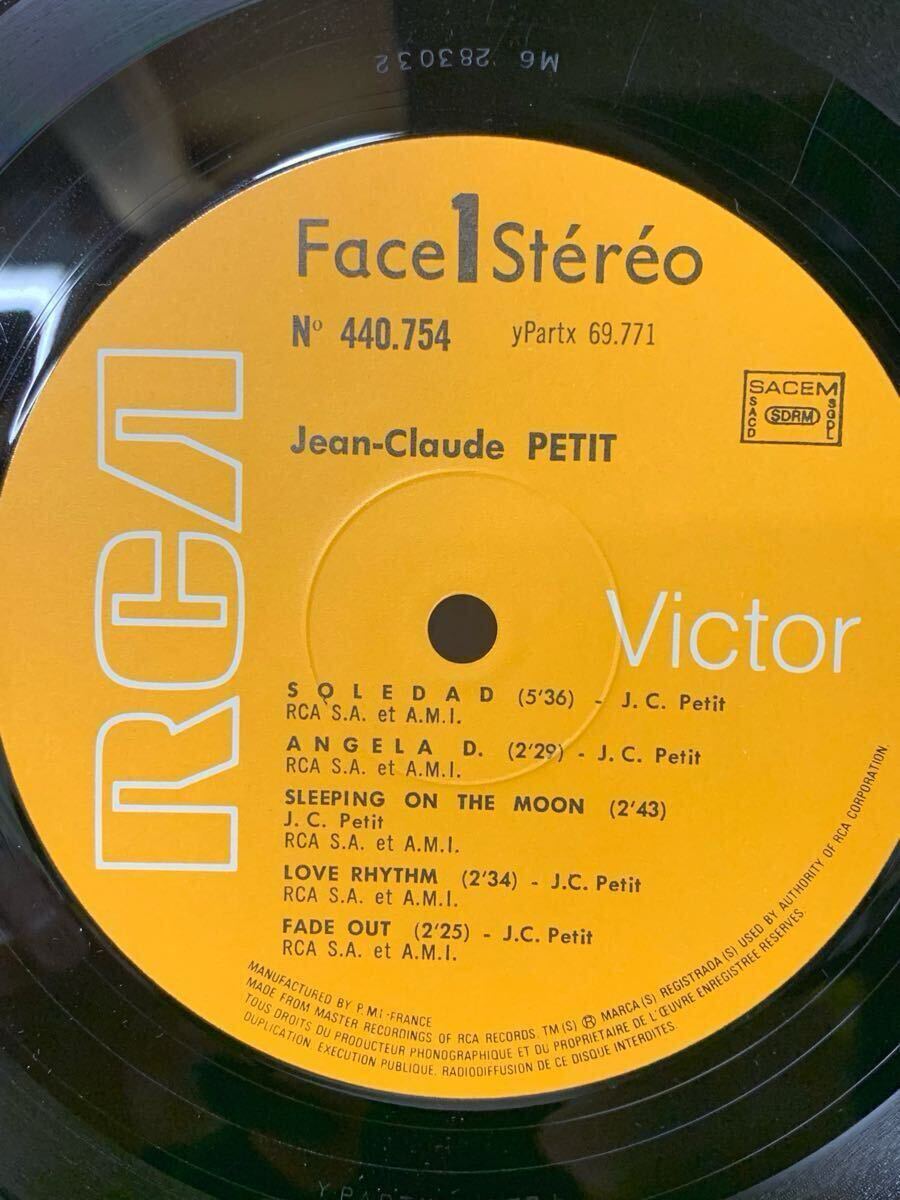 M6 283032
Face 1 Stéréo
Nº 440.754 yPartx 69.771
SACEM
SACD SDRM SGDL
Jean-Claude PETIT
RCA
Victor
SOLEDAD (5'36) - J. C. Petit
RCA S.A. et A.M.I.
ANGELA D. (2'29) - J. C. Petit
RCA S.A. et A.M.I.
SLEEPING ON THE MOON (2'43)
J. C. Petit
RCA S.A. et A.M.I.
LOVE RHYTHM (2'34) - J.C. Petit
RCA S.A. et A.M.I.
FADE OUT (2'25) - J.C. Petit
RCA S.A. et A.M.I.
MANUFACTURED BY P.M.I - FRANCE
MADE FROM MASTER RECORDINGS OF RCA RECORDS. TM(S) ® MARCA(S) REGISTRADA(S) USED BY AUTHORITY OF RCA CORPORATION.
TOUS DROITS DU PRODUCTEUR PHONOGRAPHIQUE ET DU PROPRIETAIRE DE L'ŒUVRE ENREGISTREE RESERVES.
DUPLICATION. EXECUTION PUBLIQUE. RADIODIFFUSION DE CE DISQUE INTERDITES.